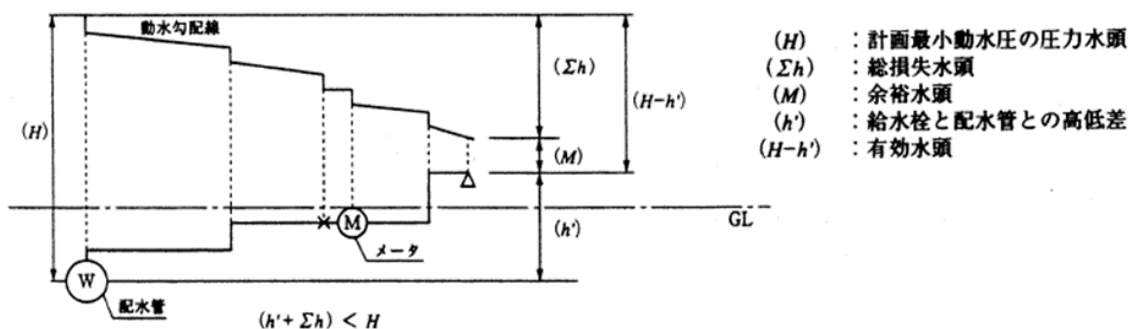 動水勾配線
(H)
(Σh)
(M)
(H−h')
(h')
W
配水管
M
メータ
GL
(h' + Σh) < H
(H) :計画最小動水圧の圧力水頭
(Σh) :総損失水頭
(M) :余裕水頭
(h') :給水栓と配水管との高低差
(H−h') :有効水頭